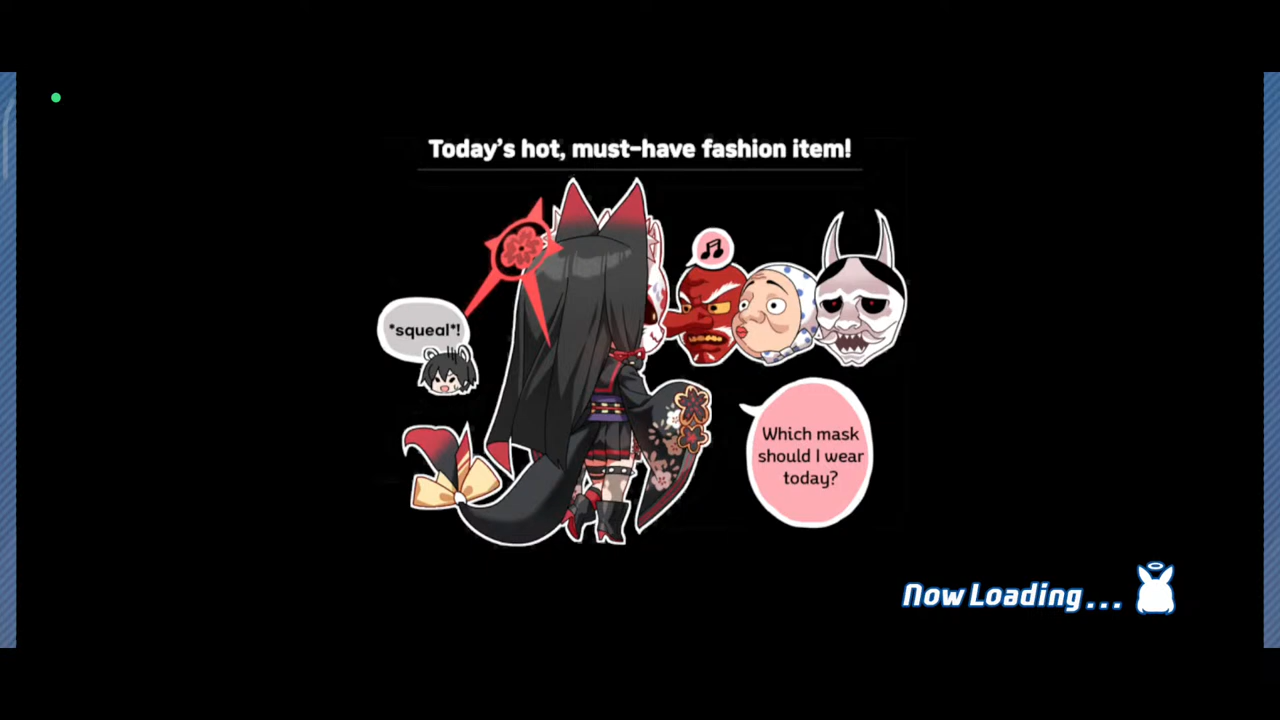 Today's hot, must-have fashion item!
*squeal*!
Which mask
should I wear
today?
Now Loading...